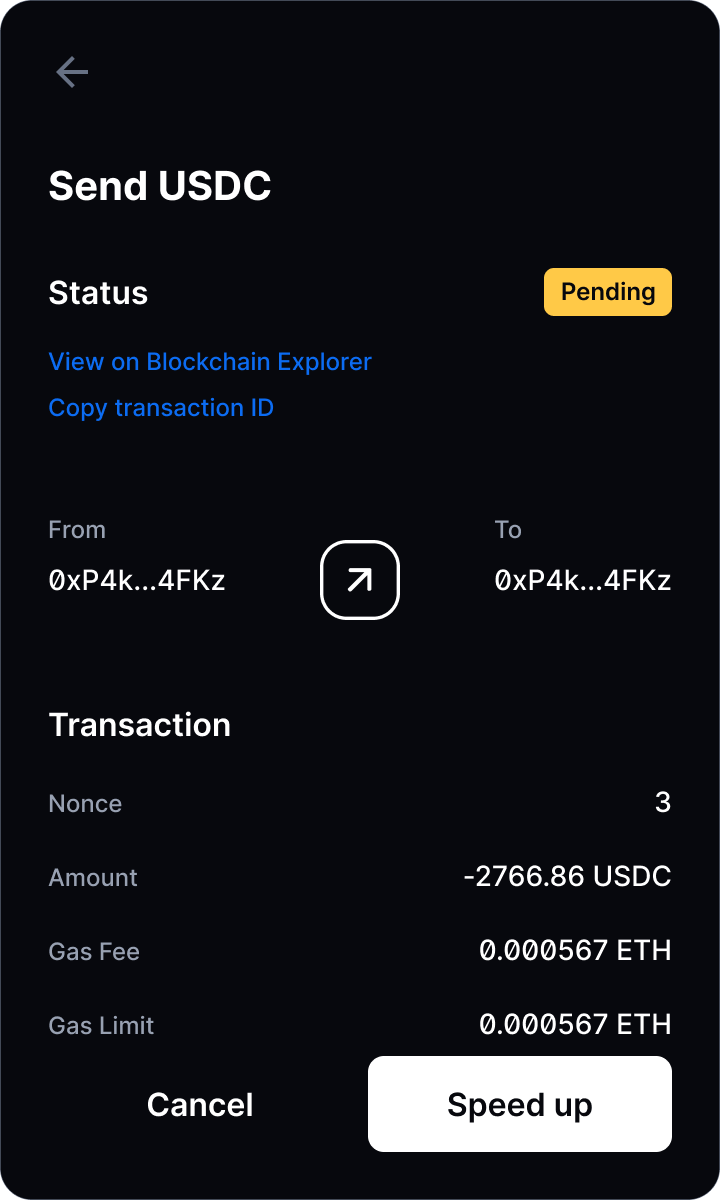 Send USDC
Status
Pending
View on Blockchain Explorer
Copy transaction ID
From
To
0xP4k...4FKz
0xP4k...4FKz
Transaction
Nonce
3
Amount
-2766.86 USDC
Gas Fee
0.000567 ETH
Gas Limit
0.000567 ETH
Cancel
Speed up